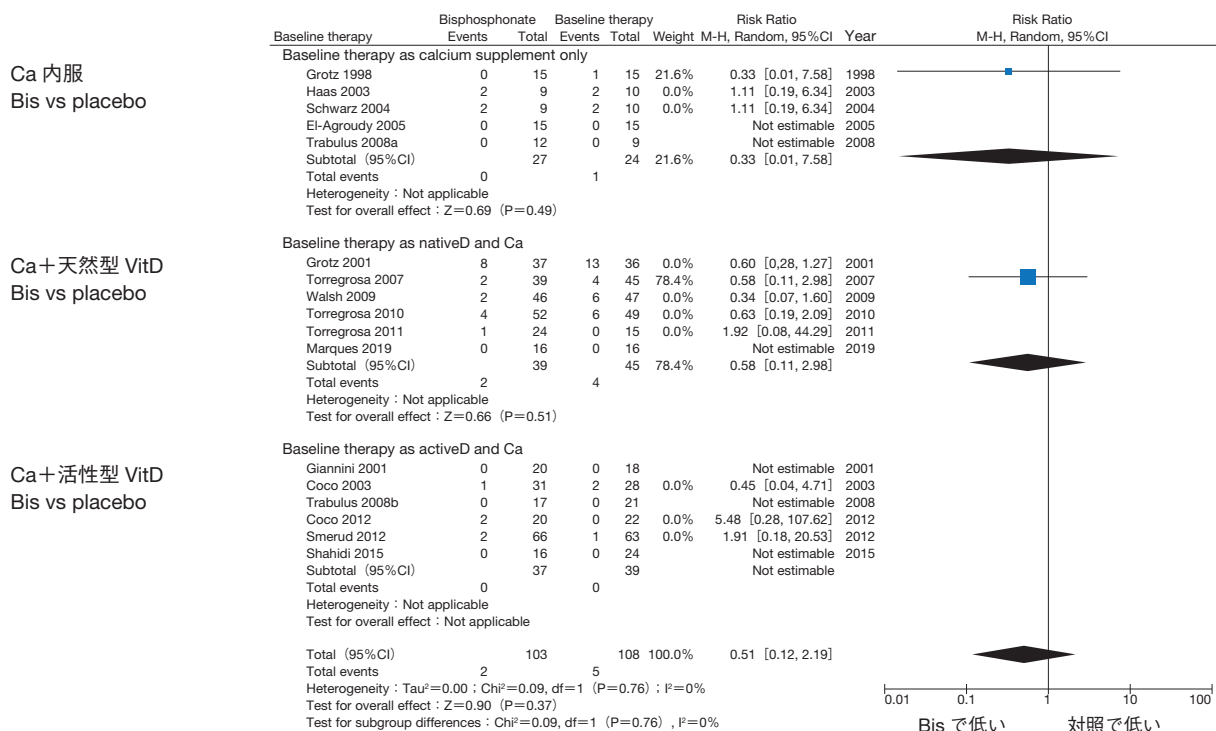 Bisphosphonate Baseline therapy Risk Ratio Risk Ratio
Baseline therapy Events Total Events Total Weight M-H, Random, 95%CI Year M-H, Random, 95%CI
Ca 内服
Bis vs placebo
Baseline therapy as calcium supplement only
Grotz 1998 0 15 1 15 21.6% 0.33［0.01, 7.58］ 1998
Haas 2003 2 9 2 10 0.0% 1.11［0.19, 6.34］ 2003
Schwarz 2004 2 9 2 10 0.0% 1.11［0.19, 6.34］ 2004
El-Agroudy 2005 0 15 0 15 Not estimable 2005
Trabulus 2008a 0 12 0 9 Not estimable 2008
Subtotal（95%CI） 27 24 21.6% 0.33［0.01, 7.58］
Total events 0 1
Heterogeneity：Not applicable
Test for overall effect：Z＝0.69（P＝0.49）
Ca＋天然型 VitD
Bis vs placebo
Baseline therapy as nativeD and Ca
Grotz 2001 8 37 13 36 0.0% 0.60［0,28, 1.27］ 2001
Torregrosa 2007 2 39 4 45 78.4% 0.58［0.11, 2.98］ 2007
Walsh 2009 2 46 6 47 0.0% 0.34［0.07, 1.60］ 2009
Torregrosa 2010 4 52 6 49 0.0% 0.63［0.19, 2.09］ 2010
Torregrosa 2011 1 24 0 15 0.0% 1.92［0.08, 44.29］ 2011
Marques 2019 0 16 0 16 Not estimable 2019
Subtotal（95%CI） 39 45 78.4% 0.58［0.11, 2.98］
Total events 2 4
Heterogeneity：Not applicable
Test for overall effect：Z＝0.66（P＝0.51）
Ca＋活性型 VitD
Bis vs placebo
Baseline therapy as activeD and Ca
Giannini 2001 0 20 0 18 Not estimable 2001
Coco 2003 1 31 2 28 0.0% 0.45［0.04, 4.71］ 2003
Trabulus 2008b 0 17 0 21 Not estimable 2008
Coco 2012 2 20 0 22 0.0% 5.48［0.28, 107.62］ 2012
Smerud 2012 2 66 1 63 0.0% 1.91［0.18, 20.53］ 2012
Shahidi 2015 0 16 0 24 Not estimable 2015
Subtotal（95%CI） 37 39 Not estimable
Total events 0 0
Heterogeneity：Not applicable
Test for overall effect：Not applicable
Total（95%CI） 103 108 100.0% 0.51［0.12, 2.19］
Total events 2 5
Heterogeneity：Tau²＝0.00；Chi²＝0.09, df＝1（P＝0.76）；I²＝0%
Test for overall effect：Z＝0.90（P＝0.37）
Test for subgroup differences：Chi²＝0.09, df＝1（P＝0.76）, I²＝0%
0.01 0.1 1 10 100
Bis で低い 対照で低い